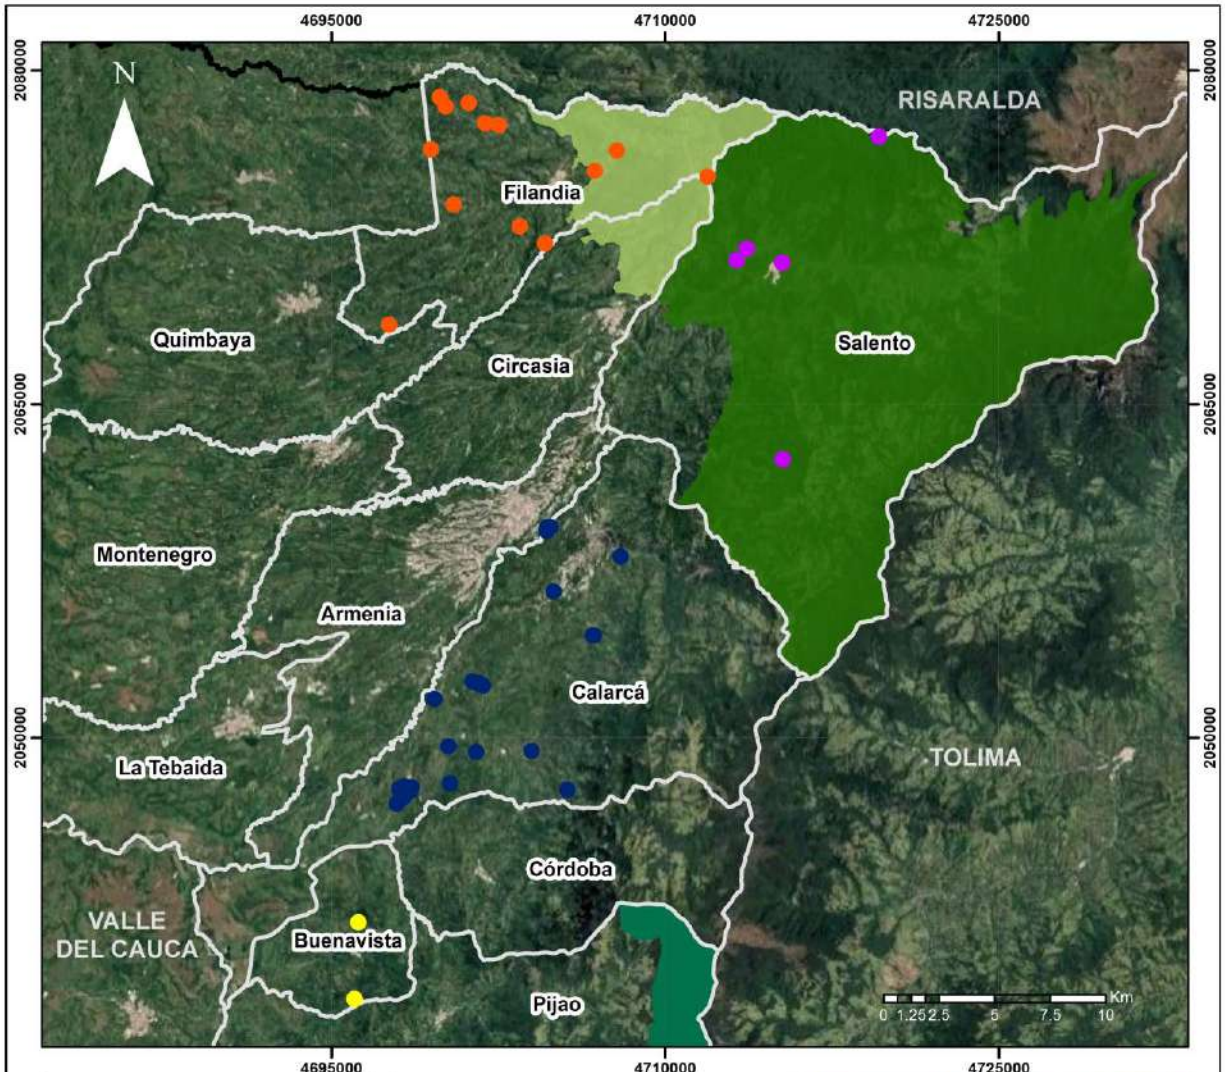 4695000 4710000 4725000
2080000 2080000
N
RISARALDA
Filandia
Quimbaya
Salento
Circasia
2065000 2065000
Montenegro
Armenia
Calarcá
2050000 2050000
TOLIMA
La Tebaida
Córdoba
VALLE
DEL CAUCA
Buenavista
Pijao
Km
0 1.25 2.5 5 7.5 10
4695000 4710000 4725000